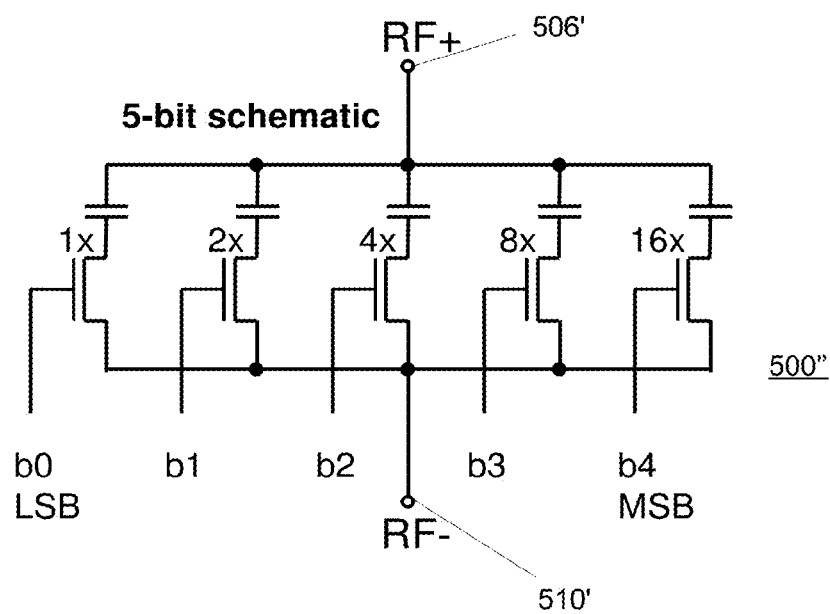 506'
RF+
5-bit schematic
1x 2x 4x 8x 16x
500"
b0 b1 b2 b3 b4
LSB MSB
RF-
510'